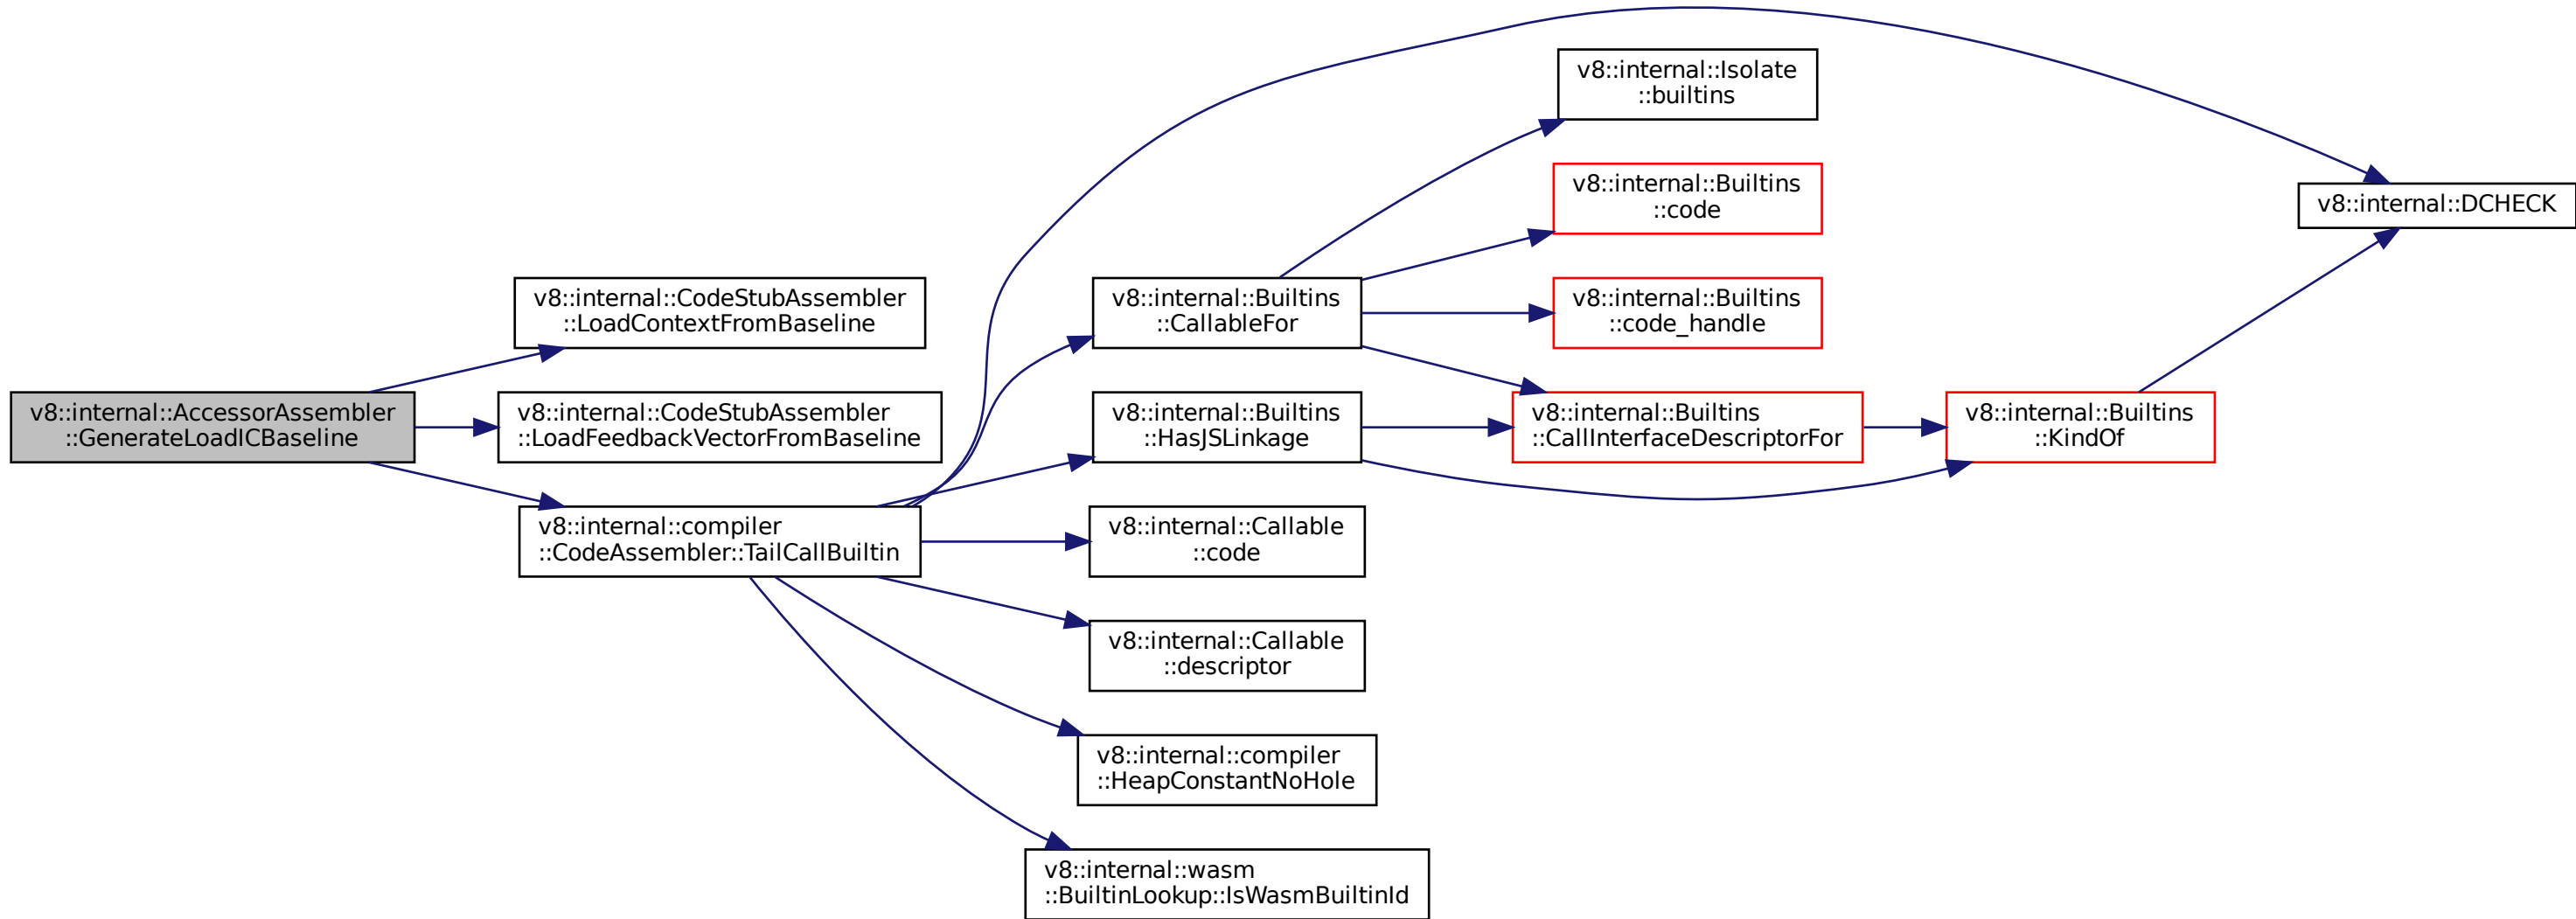 v8::internal::AccessorAssembler
::GenerateLoadICBaseline
v8::internal::CodeStubAssembler
::LoadContextFromBaseline
v8::internal::CodeStubAssembler
::LoadFeedbackVectorFromBaseline
v8::internal::compiler
::CodeAssembler::TailCallBuiltin
v8::internal::Builtins
::CallableFor
v8::internal::Builtins
::HasJSLinkage
v8::internal::Callable
::code
v8::internal::Callable
::descriptor
v8::internal::compiler
::HeapConstantNoHole
v8::internal::wasm
::BuiltinLookup::IsWasmBuiltinId
v8::internal::Isolate
::builtins
v8::internal::Builtins
::code
v8::internal::Builtins
::code_handle
v8::internal::Builtins
::CallInterfaceDescriptorFor
v8::internal::Builtins
::KindOf
v8::internal::DCHECK